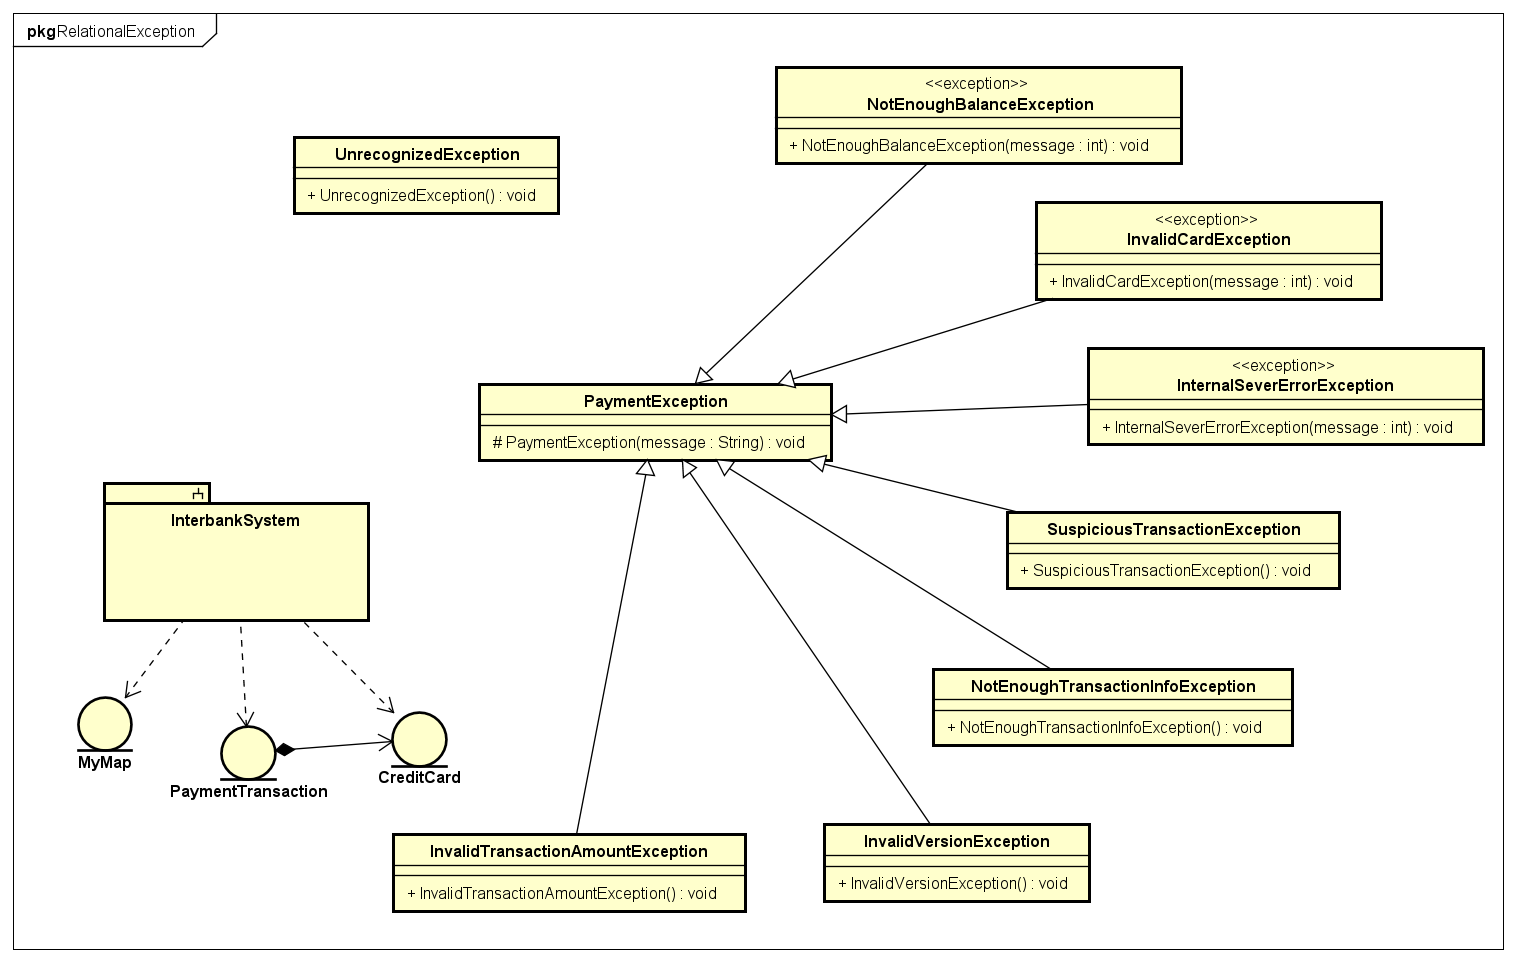 pkgRelationalException
<<exception>>
NotEnoughBalanceException
+ NotEnoughBalanceException(message : int) : void
UnrecognizedException
+ UnrecognizedException() : void
<<exception>>
InvalidCardException
+ InvalidCardException(message : int) : void
<<exception>>
InternalSeverErrorException
+ InternalSeverErrorException(message : int) : void
PaymentException
# PaymentException(message : String) : void
InterbankSystem
SuspiciousTransactionException
+ SuspiciousTransactionException() : void
NotEnoughTransactionInfoException
+ NotEnoughTransactionInfoException() : void
MyMap
PaymentTransaction
CreditCard
InvalidTransactionAmountException
+ InvalidTransactionAmountException() : void
InvalidVersionException
+ InvalidVersionException() : void